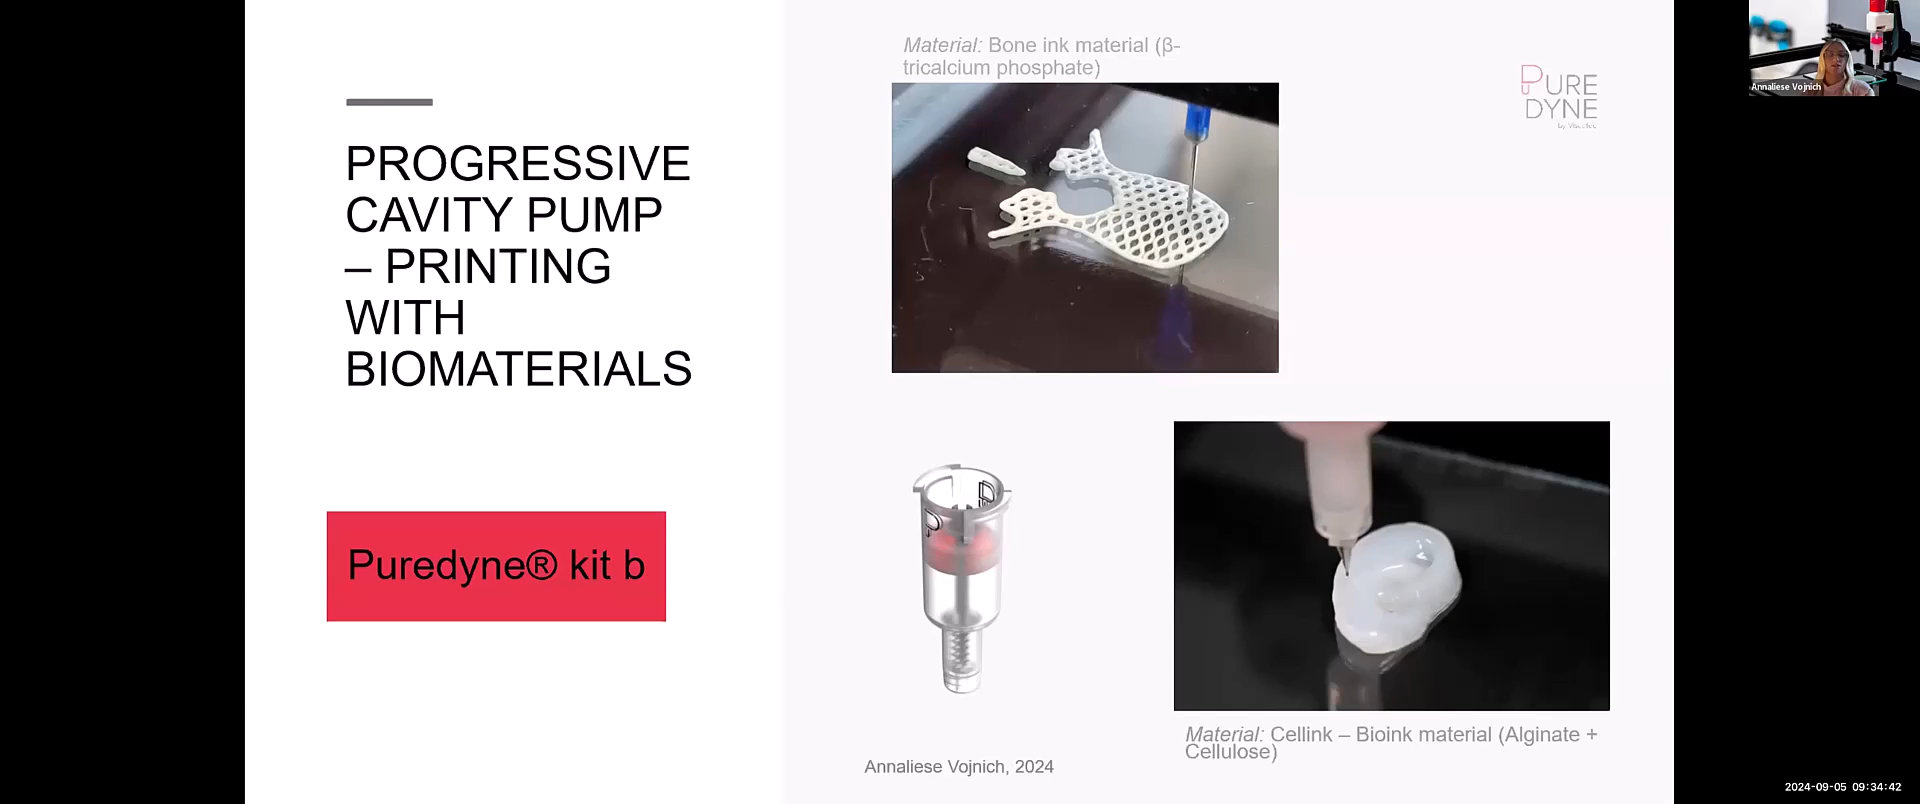 PROGRESSIVE
CAVITY PUMP
– PRINTING
WITH
BIOMATERIALS
Puredyne® kit b
Material: Bone ink material (β-
tricalcium phosphate)
PURE
DYNE
P
D
Material: Cellink – Bioink material (Alginate +
Cellulose)
Annaliese Vojnich, 2024
Annaliese Vojnich
2024-09-05 09:34:42